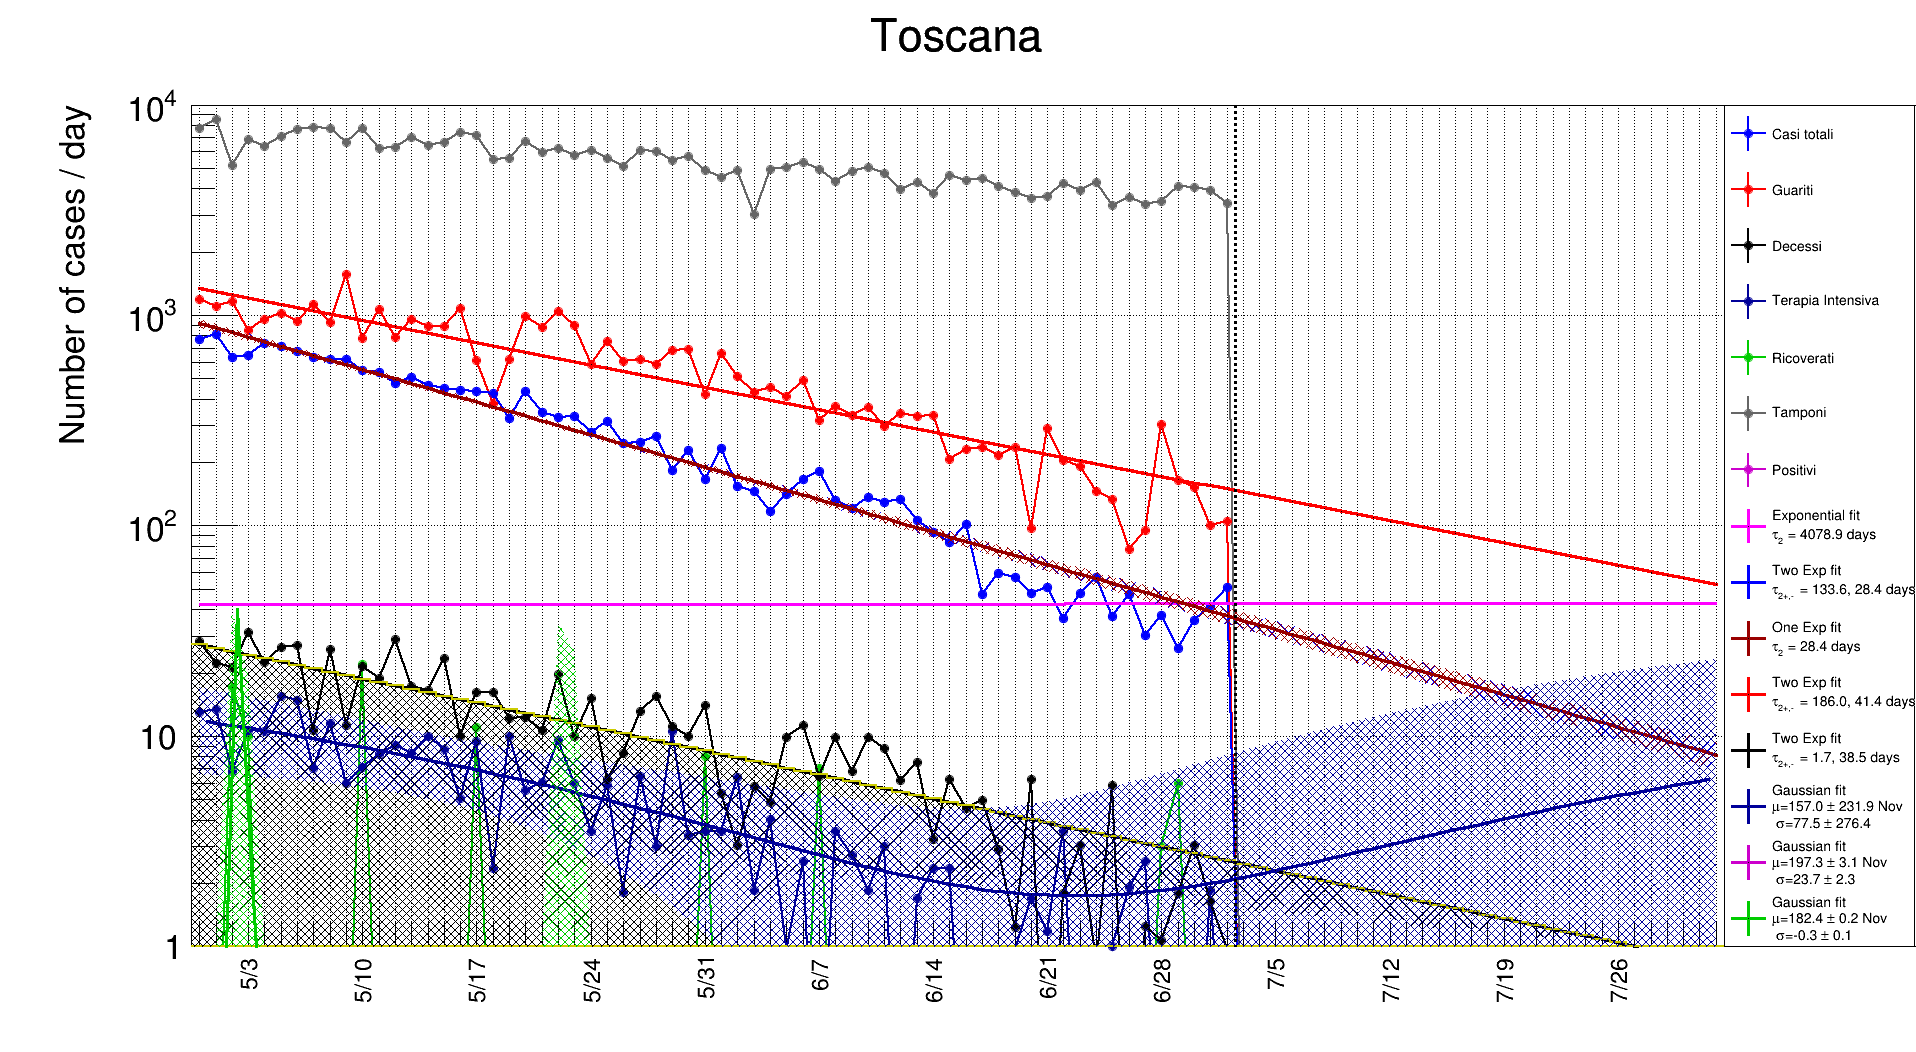 Toscana
Number of cases / day
10^4
10^3
10^2
10
1
5/3
5/10
5/17
5/24
5/31
6/7
6/14
6/21
6/28
7/5
7/12
7/19
7/26
Casi totali
Guariti
Decessi
Terapia Intensiva
Ricoverati
Tamponi
Positivi
Exponential fit
τ₂ = 4078.9 days
Two Exp fit
τ₂₊,₋ = 133.6, 28.4 days
One Exp fit
τ₂ = 28.4 days
Two Exp fit
τ₂₊,₋ = 186.0, 41.4 days
Two Exp fit
τ₂₊,₋ = 1.7, 38.5 days
Gaussian fit
μ=157.0 ± 231.9 Nov
σ=77.5 ± 276.4
Gaussian fit
μ=197.3 ± 3.1 Nov
σ=23.7 ± 2.3
Gaussian fit
μ=182.4 ± 0.2 Nov
σ=-0.3 ± 0.1